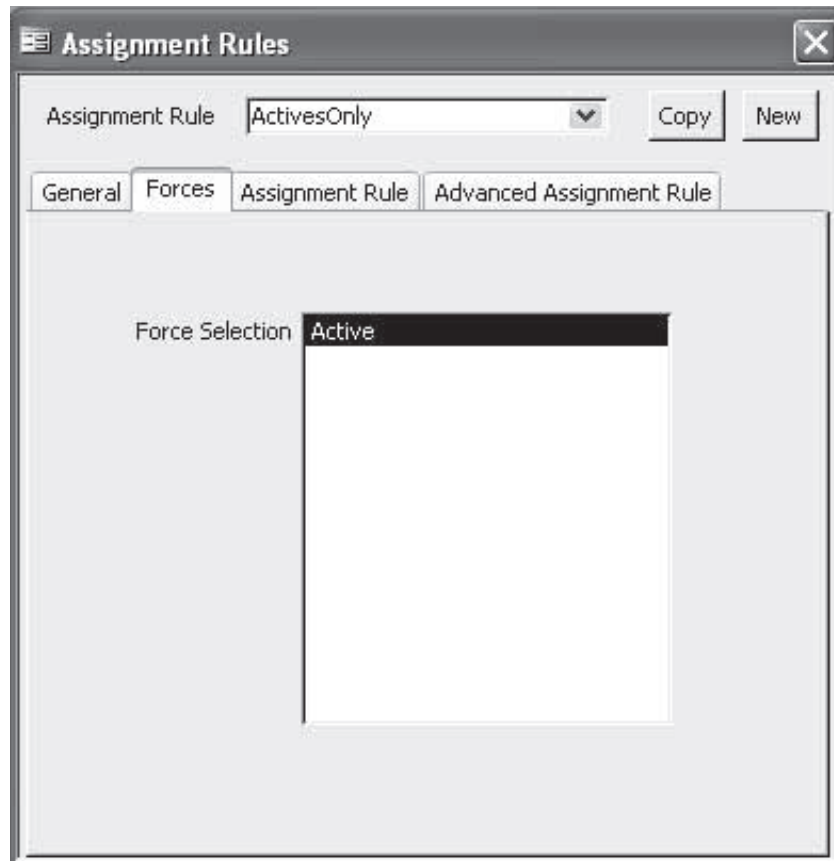 Assignment Rules
Assignment Rule ActivesOnly Copy New
General Forces Assignment Rule Advanced Assignment Rule
Force Selection Active